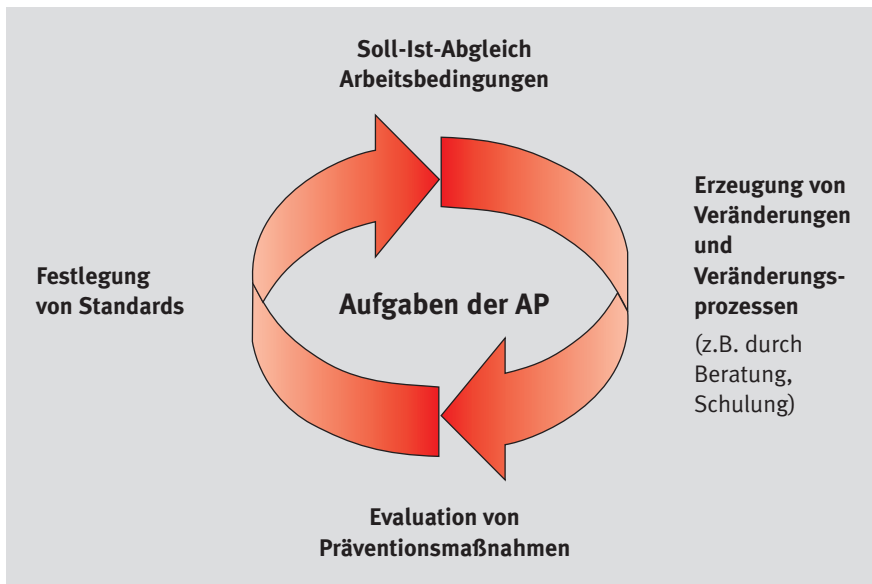 Soll-Ist-Abgleich
Arbeitsbedingungen
Erzeugung von
Veränderungen
und
Veränderungs-
prozessen
(z.B. durch
Beratung,
Schulung)
Festlegung
von Standards
Aufgaben der AP
Evaluation von
Präventionsmaßnahmen